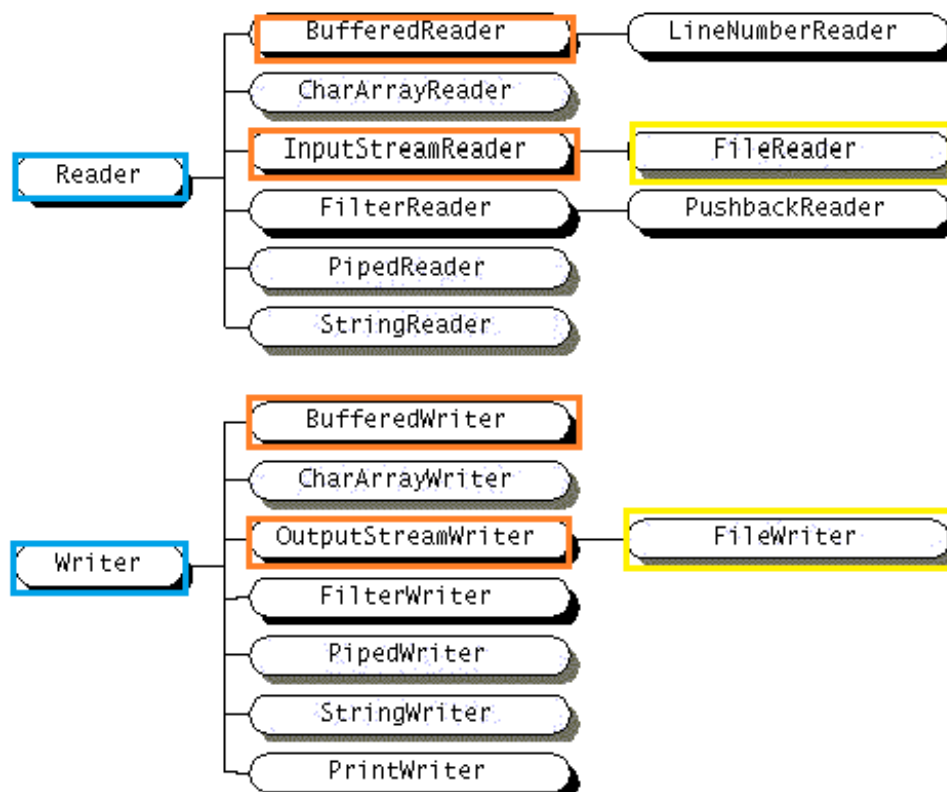 BufferedReader
LineNumberReader
CharArrayReader
InputStreamReader
FileReader
Reader
FilterReader
PushbackReader
PipedReader
StringReader
BufferedWriter
CharArrayWriter
OutputStreamWriter
FileWriter
Writer
FilterWriter
PipedWriter
StringWriter
PrintWriter